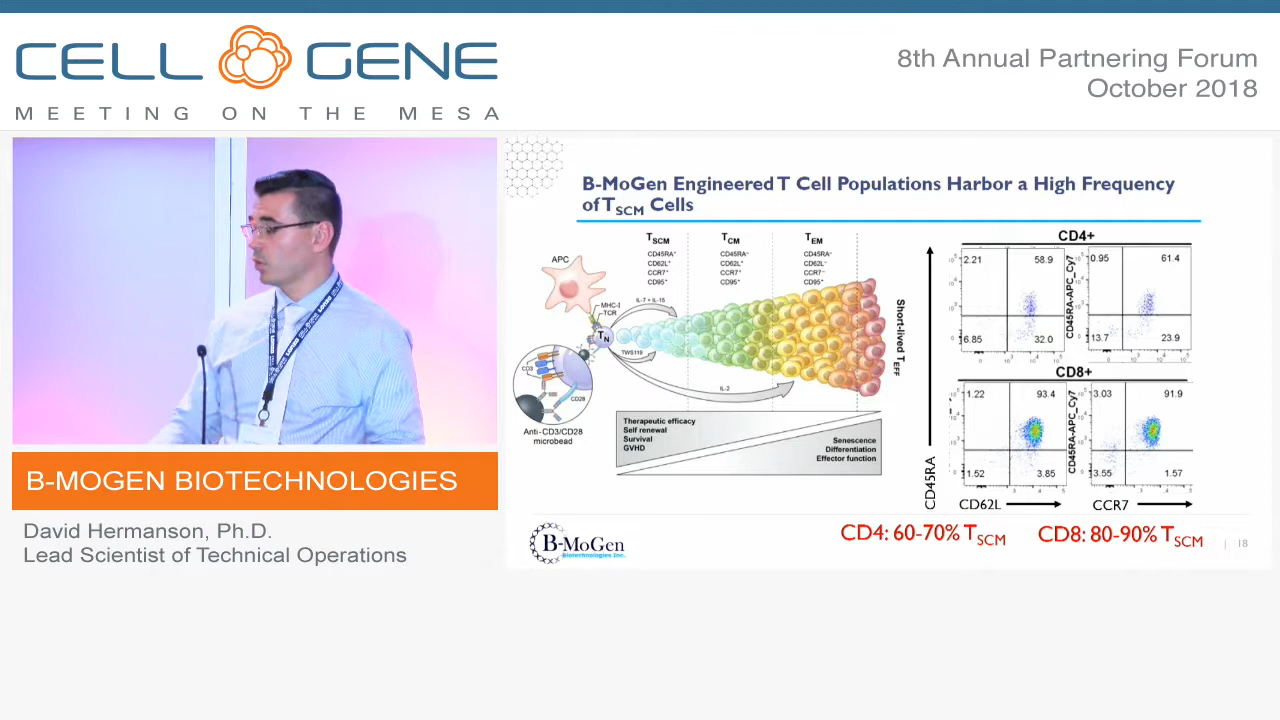 CELL GENE
MEETING ON THE MESA
8th Annual Partnering Forum
October 2018
B-MOGEN BIOTECHNOLOGIES
David Hermanson, Ph.D.
Lead Scientist of Technical Operations
B-MoGen Engineered T Cell Populations Harbor a High Frequency
of TSCM Cells
TSCM
CD45RA+
CD62L+
CCR7+
CD95+
TCM
CD45RA-
CD62L+
CCR7+
CD95+
TEM
CD45RA-
CD62L-
CCR7-
CD95+
APC
MHC-I
TCR
IL-7 + IL-15
TN
TWS119
IL-2
CD3
CD28
Anti-CD3/CD28
microbead
Short-lived TEFF
Therapeutic efficacy
Self renewal
Survival
GVHD
Senescence
Differentiation
Effector function
CD4+
2.21 58.9
6.85 32.0
CD45RA-APC_Cy7
0.95 61.4
13.7 23.9
CD8+
1.22 93.4
1.52 3.85
CD45RA-APC_Cy7
3.03 91.9
3.55 1.57
CD45RA
CD62L
CCR7
B-MoGen
Biotechnologies Inc.
CD4: 60-70% TSCM
CD8: 80-90% TSCM
| 18